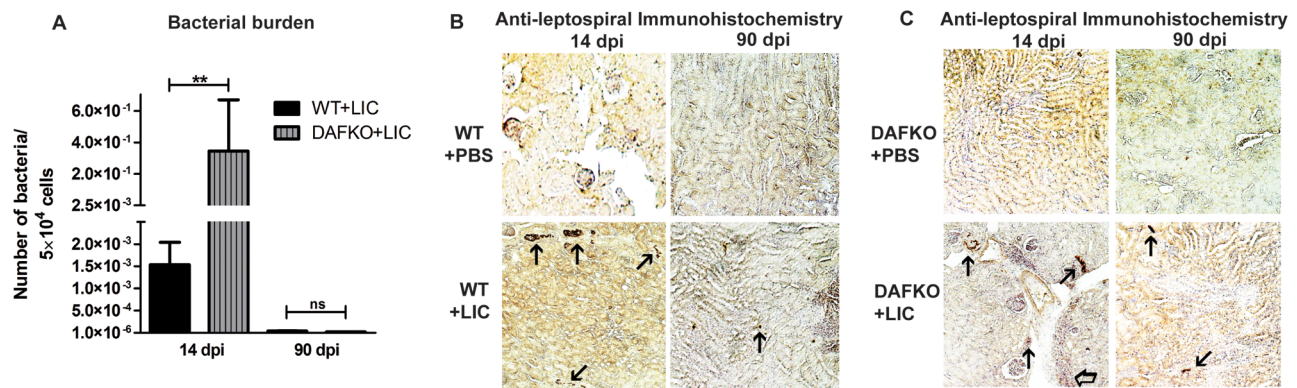 A
Bacterial burden
Number of bacteria/
5×10⁴ cells
6.0×10⁻¹
4.0×10⁻¹
2.0×10⁻¹
2.5×10⁻³
2.0×10⁻³
1.5×10⁻³
1.0×10⁻³
5.0×10⁻⁴
1.0×10⁻⁶
**
ns
WT+LIC
DAFKO+LIC
14 dpi
90 dpi
B
Anti-leptospiral Immunohistochemistry
14 dpi
90 dpi
WT
+PBS
WT
+LIC
C
Anti-leptospiral Immunohistochemistry
14 dpi
90 dpi
DAFKO
+PBS
DAFKO
+LIC